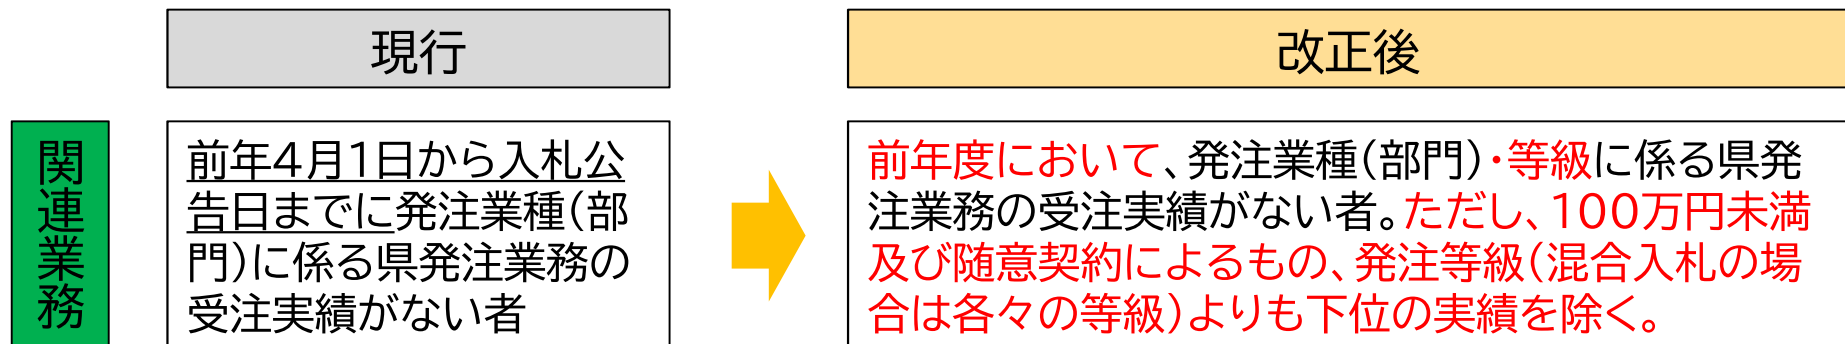 現行
改正後
関連業務
前年4月1日から入札公
告日までに発注業種(部
門)に係る県発注業務の
受注実績がない者
前年度において、発注業種(部門)・等級に係る県発
注業務の受注実績がない者。ただし、100万円未満
及び随意契約によるもの、発注等級(混合入札の場
合は各々の等級)よりも下位の実績を除く。